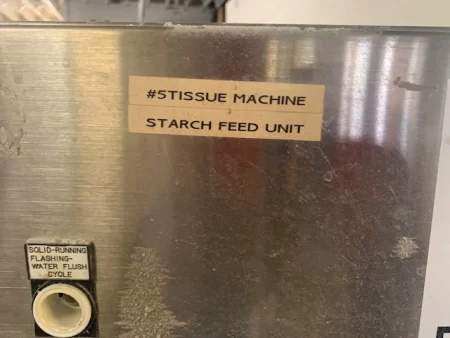 #5TISSUE MACHINE
STARCH FEED UNIT
SOLID-RUNNING
FLASHING-
WATER FLUSH
CYCLE